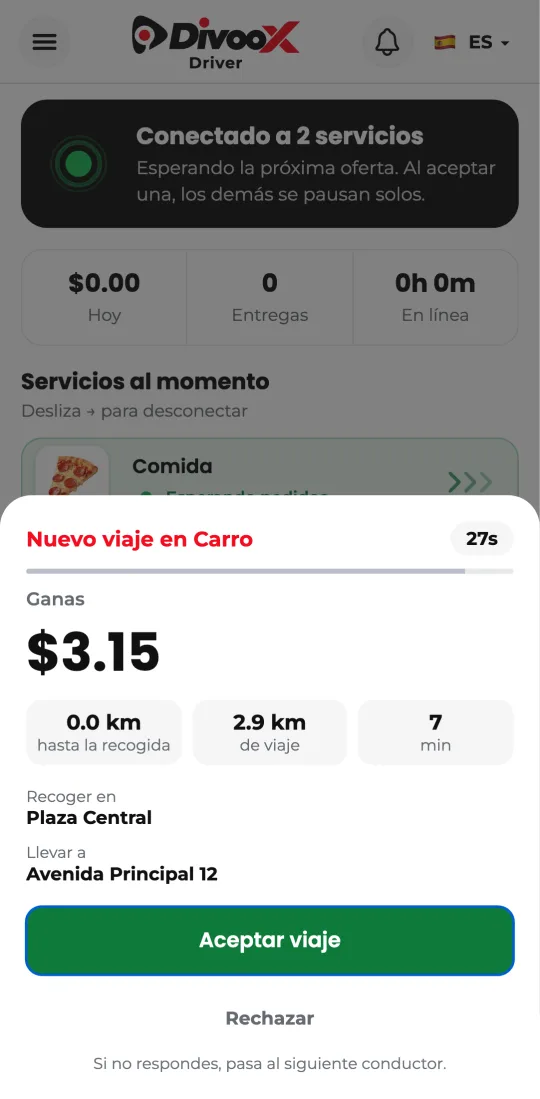 DivooX
Driver
ES
Conectado a 2 servicios
Esperando la próxima oferta. Al aceptar
una, los demás se pausan solos.
$0.00
Hoy
0
Entregas
0h 0m
En línea
Servicios al momento
Desliza → para desconectar
Comida
Esperando pedidos
Nuevo viaje en Carro
27s
Ganas
$3.15
0.0 km
hasta la recogida
2.9 km
de viaje
7
min
Recoger en
Plaza Central
Llevar a
Avenida Principal 12
Aceptar viaje
Rechazar
Si no respondes, pasa al siguiente conductor.